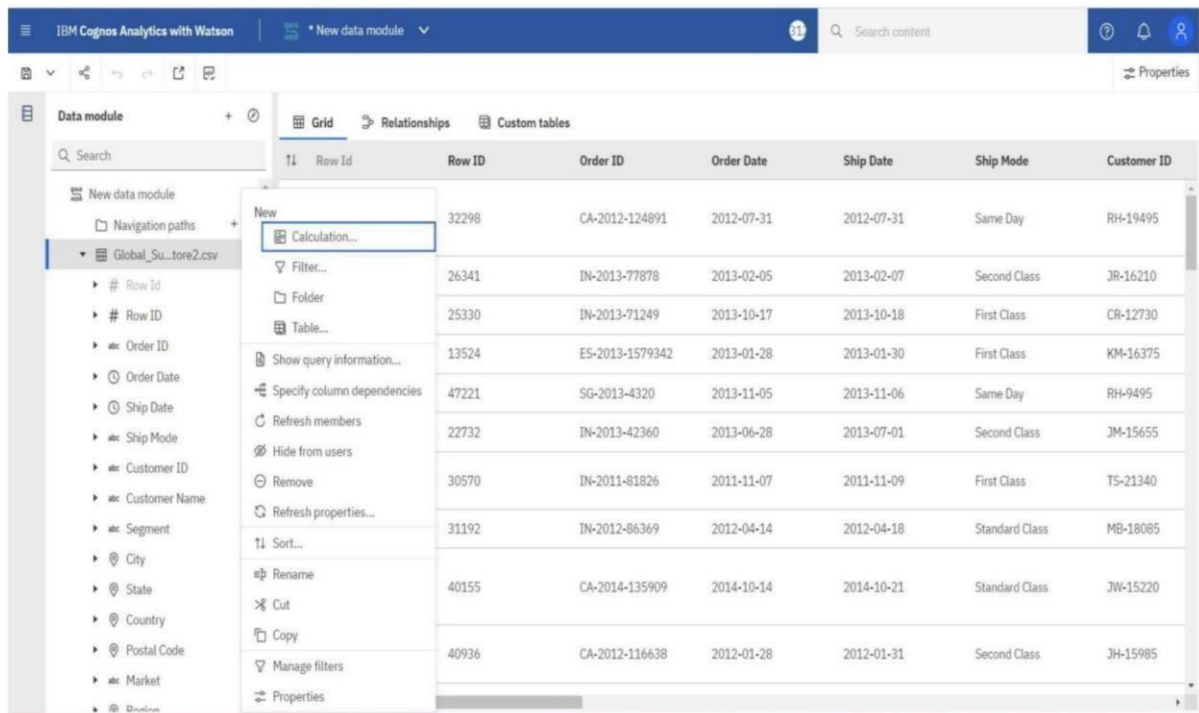 IBM Cognos Analytics with Watson
* New data module
31
Search content
Properties
Data module
Search
New data module
Navigation paths
Global_Su...tore2.csv
Row Id
Row ID
Order ID
Order Date
Ship Date
Ship Mode
Customer ID
Customer Name
Segment
City
State
Country
Postal Code
Market
Region
New
Calculation...
Filter...
Folder
Table...
Show query information...
Specify column dependencies
Refresh members
Hide from users
Remove
Refresh properties...
Sort...
Rename
Cut
Copy
Manage filters
Properties
Grid Relationships Custom tables
Row Id Row ID Order ID Order Date Ship Date Ship Mode Customer ID
32298 CA-2012-124891 2012-07-31 2012-07-31 Same Day RH-19495
26341 IN-2013-77878 2013-02-05 2013-02-07 Second Class JR-16210
25330 IN-2013-71249 2013-10-17 2013-10-18 First Class CR-12730
13524 ES-2013-1579342 2013-01-28 2013-01-30 First Class KM-16375
47221 SG-2013-4320 2013-11-05 2013-11-06 Same Day RH-9495
22732 IN-2013-42360 2013-06-28 2013-07-01 Second Class JM-15655
30570 IN-2011-81826 2011-11-07 2011-11-09 First Class TS-21340
31192 IN-2012-86369 2012-04-14 2012-04-18 Standard Class MB-18085
40155 CA-2014-135909 2014-10-14 2014-10-21 Standard Class JW-15220
40936 CA-2012-116638 2012-01-28 2012-01-31 Second Class JH-15985